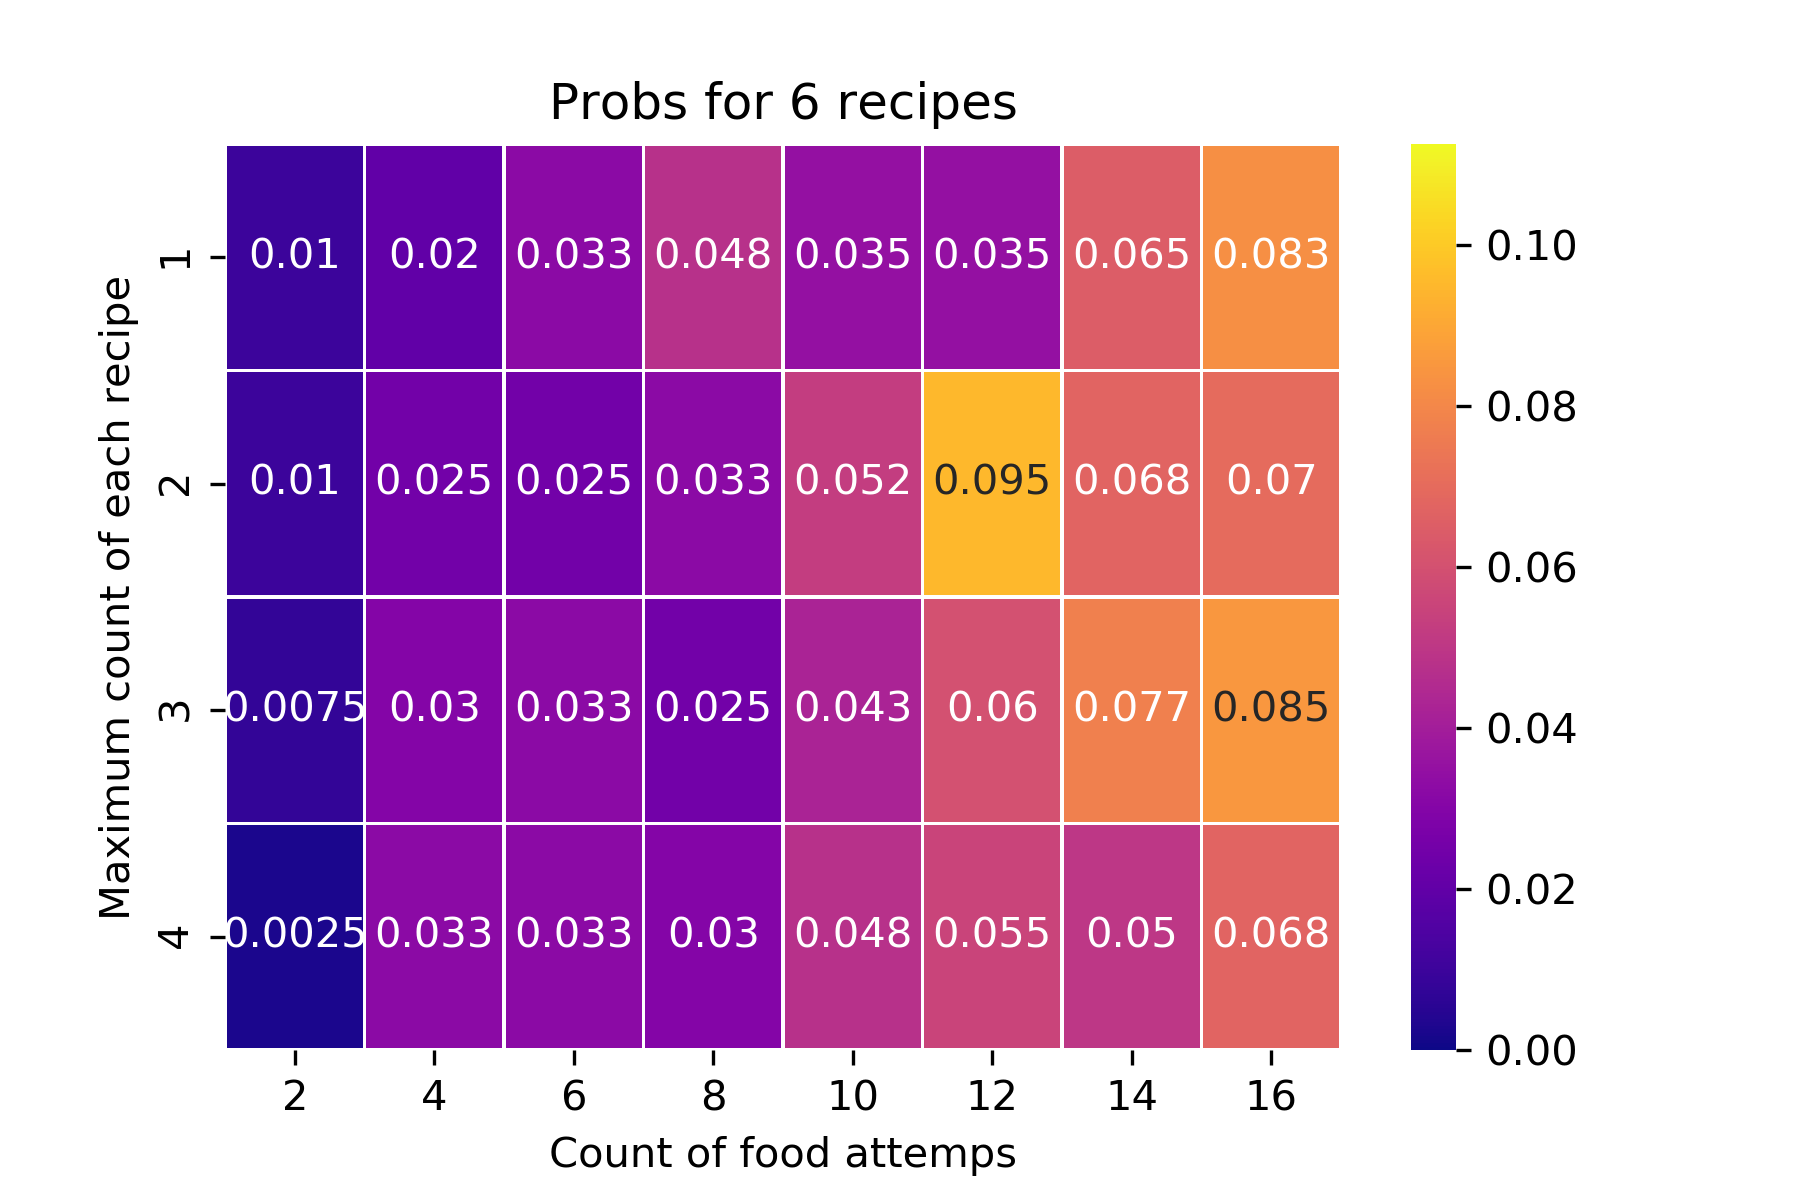 Probs for 6 recipes
Maximum count of each recipe
1 0.01 0.02 0.033 0.048 0.035 0.035 0.065 0.083
2 0.01 0.025 0.025 0.033 0.052 0.095 0.068 0.07
3 0.0075 0.03 0.033 0.025 0.043 0.06 0.077 0.085
4 0.0025 0.033 0.033 0.03 0.048 0.055 0.05 0.068
2 4 6 8 10 12 14 16
Count of food attemps
0.10
0.08
0.06
0.04
0.02
0.00